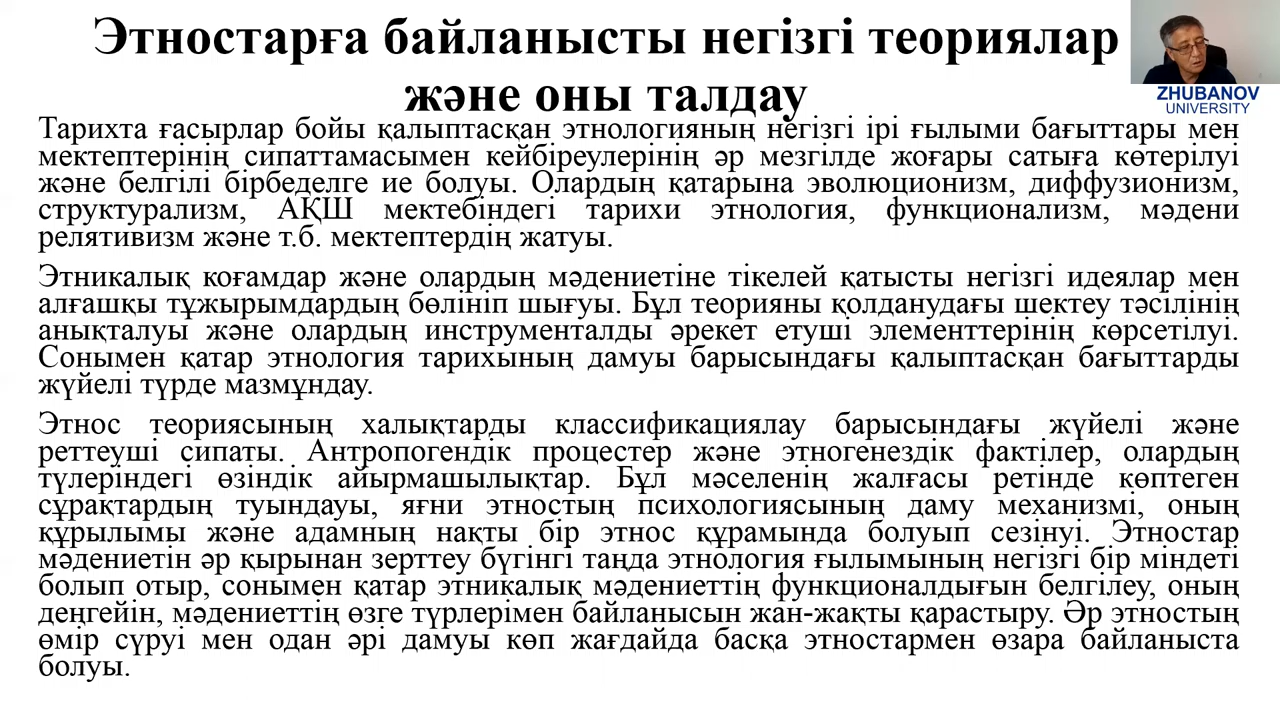 Этностарға байланысты негізгі теориялар
және оны талдау
ZHUBANOV
UNIVERSITY
Тарихта ғасырлар бойы қалыптасқан этнологияның негізгі ірі ғылыми бағыттары мен
мектептерінің сипаттамасымен кейбіреулерінің әр мезгілде жоғары сатыға көтерілуі
және белгілі бірбеделге ие болуы. Олардың қатарына эволюционизм, диффузионизм,
структурализм, АҚШ мектебіндегі тарихи этнология, функционализм, мәдени
релятивизм және т.б. мектептердің жатуы.
Этникалық коғамдар және олардың мәдениетіне тікелей қатысты негізгі идеялар мен
алғашқы тұжырымдардың бөлініп шығуы. Бұл теорияны қолданудағы шектеу тәсілінің
анықталуы және олардың инструменталды әрекет етуші элементтерінің көрсетілуі.
Сонымен қатар этнология тарихының дамуы барысындағы қалыптасқан бағыттарды
жүйелі түрде мазмұндау.
Этнос теориясының халықтарды классификациялау барысындағы жүйелі және
реттеуші сипаты. Антропогендік процестер және этногенездік фактілер, олардың
түлеріндегі өзіндік айырмашылықтар. Бұл мәселенің жалғасы ретінде көптеген
сұрақтардың туындауы, яғни этностың психологиясының даму механизмі, оның
құрылымы және адамның нақты бір этнос құрамында болуып сезінуі. Этностар
мәдениетін әр қырынан зерттеу бүгінгі таңда этнология ғылымының негізгі бір міндеті
болып отыр, сонымен қатар этникалық мәдениеттің функционалдығын белгілеу, оның
деңгейін, мәдениеттің өзге түрлерімен байланысын жан-жақты қарастыру. Әр этностың
өмір сүруі мен одан әрі дамуы көп жағдайда басқа этностармен өзара байланыста
болуы.